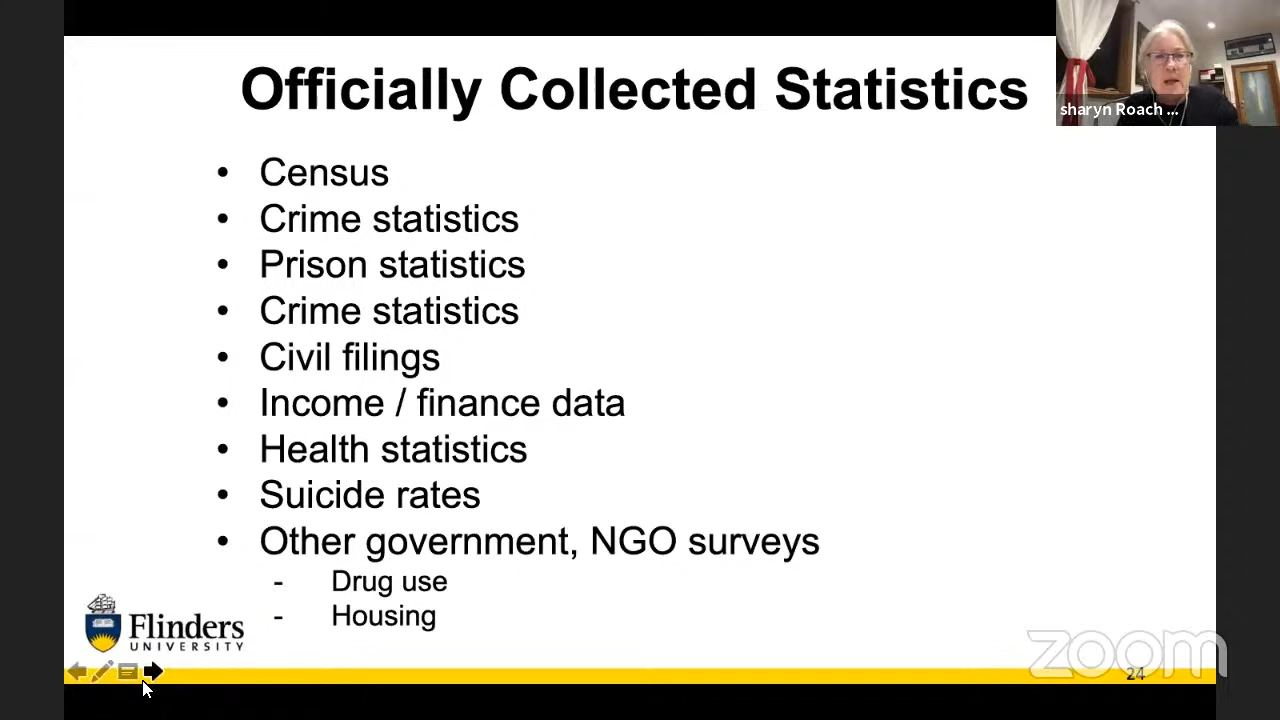 Officially Collected Statistics
sharyn Roach ...
• Census
• Crime statistics
• Prison statistics
• Crime statistics
• Civil filings
• Income / finance data
• Health statistics
• Suicide rates
• Other government, NGO surveys
- Drug use
- Housing
Flinders
UNIVERSITY
zoom
24